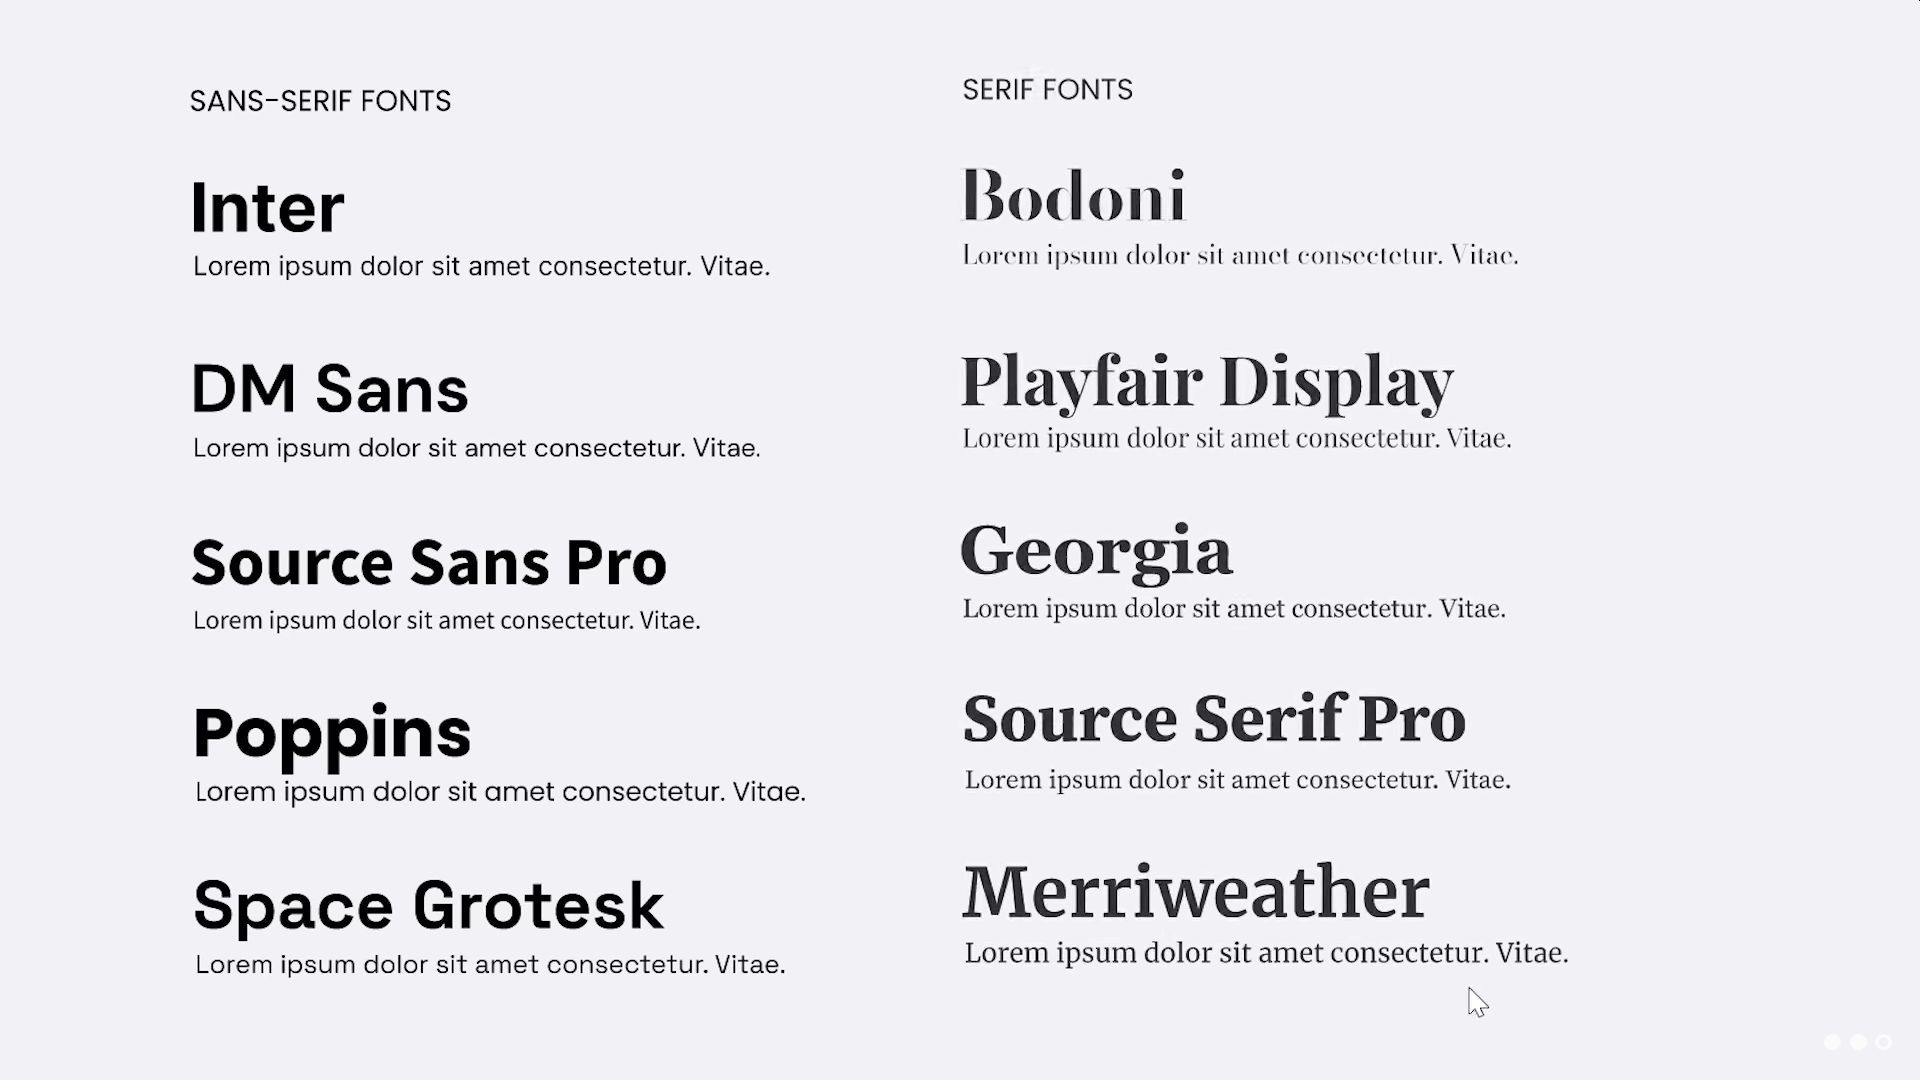 SANS-SERIF FONTS
Inter
Lorem ipsum dolor sit amet consectetur. Vitae.
DM Sans
Lorem ipsum dolor sit amet consectetur. Vitae.
Source Sans Pro
Lorem ipsum dolor sit amet consectetur. Vitae.
Poppins
Lorem ipsum dolor sit amet consectetur. Vitae.
Space Grotesk
Lorem ipsum dolor sit amet consectetur. Vitae.
SERIF FONTS
Bodoni
Lorem ipsum dolor sit amet consectetur. Vitae.
Playfair Display
Lorem ipsum dolor sit amet consectetur. Vitae.
Georgia
Lorem ipsum dolor sit amet consectetur. Vitae.
Source Serif Pro
Lorem ipsum dolor sit amet consectetur. Vitae.
Merriweather
Lorem ipsum dolor sit amet consectetur. Vitae.